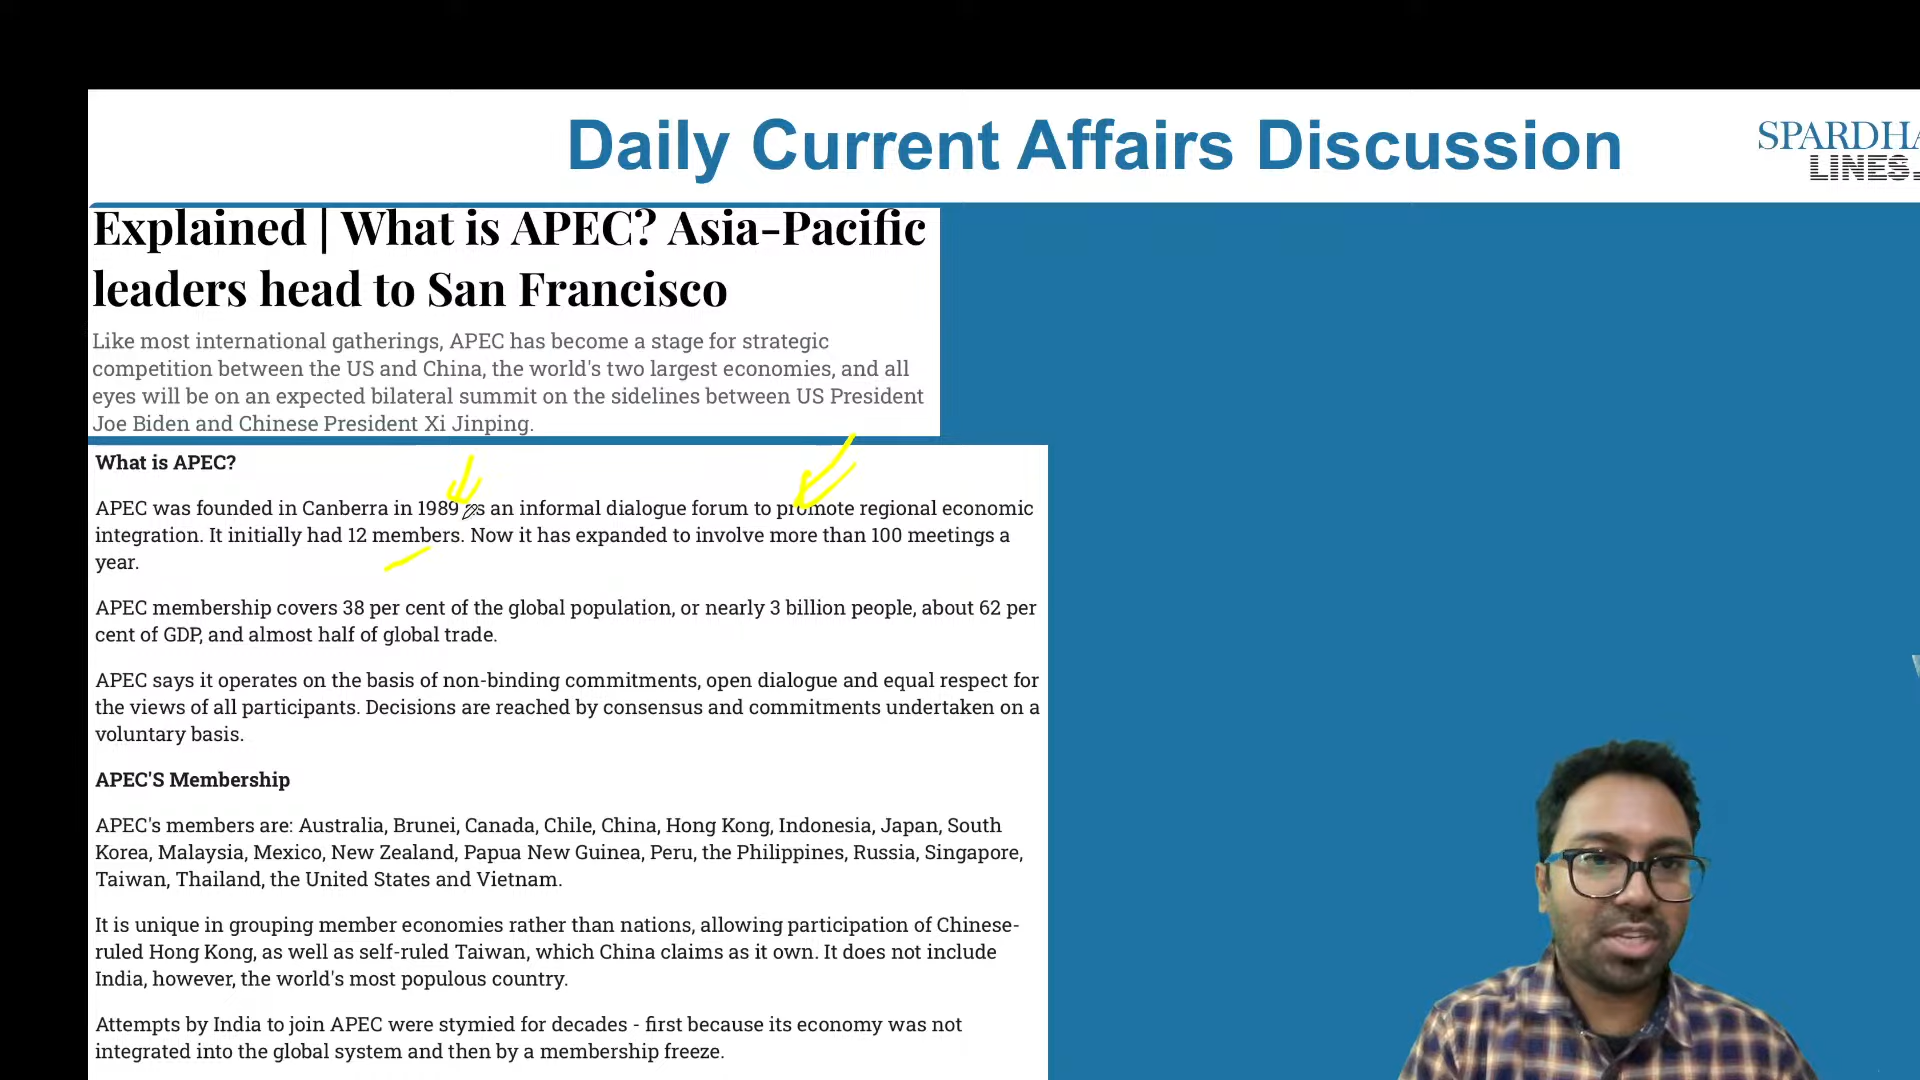 Daily Current Affairs Discussion
SPARDHA
LINES.
Explained | What is APEC? Asia-Pacific
leaders head to San Francisco
Like most international gatherings, APEC has become a stage for strategic
competition between the US and China, the world's two largest economies, and all
eyes will be on an expected bilateral summit on the sidelines between US President
Joe Biden and Chinese President Xi Jinping.
What is APEC?
APEC was founded in Canberra in 1989 as an informal dialogue forum to promote regional economic
integration. It initially had 12 members. Now it has expanded to involve more than 100 meetings a
year.
APEC membership covers 38 per cent of the global population, or nearly 3 billion people, about 62 per
cent of GDP, and almost half of global trade.
APEC says it operates on the basis of non-binding commitments, open dialogue and equal respect for
the views of all participants. Decisions are reached by consensus and commitments undertaken on a
voluntary basis.
APEC'S Membership
APEC's members are: Australia, Brunei, Canada, Chile, China, Hong Kong, Indonesia, Japan, South
Korea, Malaysia, Mexico, New Zealand, Papua New Guinea, Peru, the Philippines, Russia, Singapore,
Taiwan, Thailand, the United States and Vietnam.
It is unique in grouping member economies rather than nations, allowing participation of Chinese-
ruled Hong Kong, as well as self-ruled Taiwan, which China claims as it own. It does not include
India, however, the world's most populous country.
Attempts by India to join APEC were stymied for decades - first because its economy was not
integrated into the global system and then by a membership freeze.